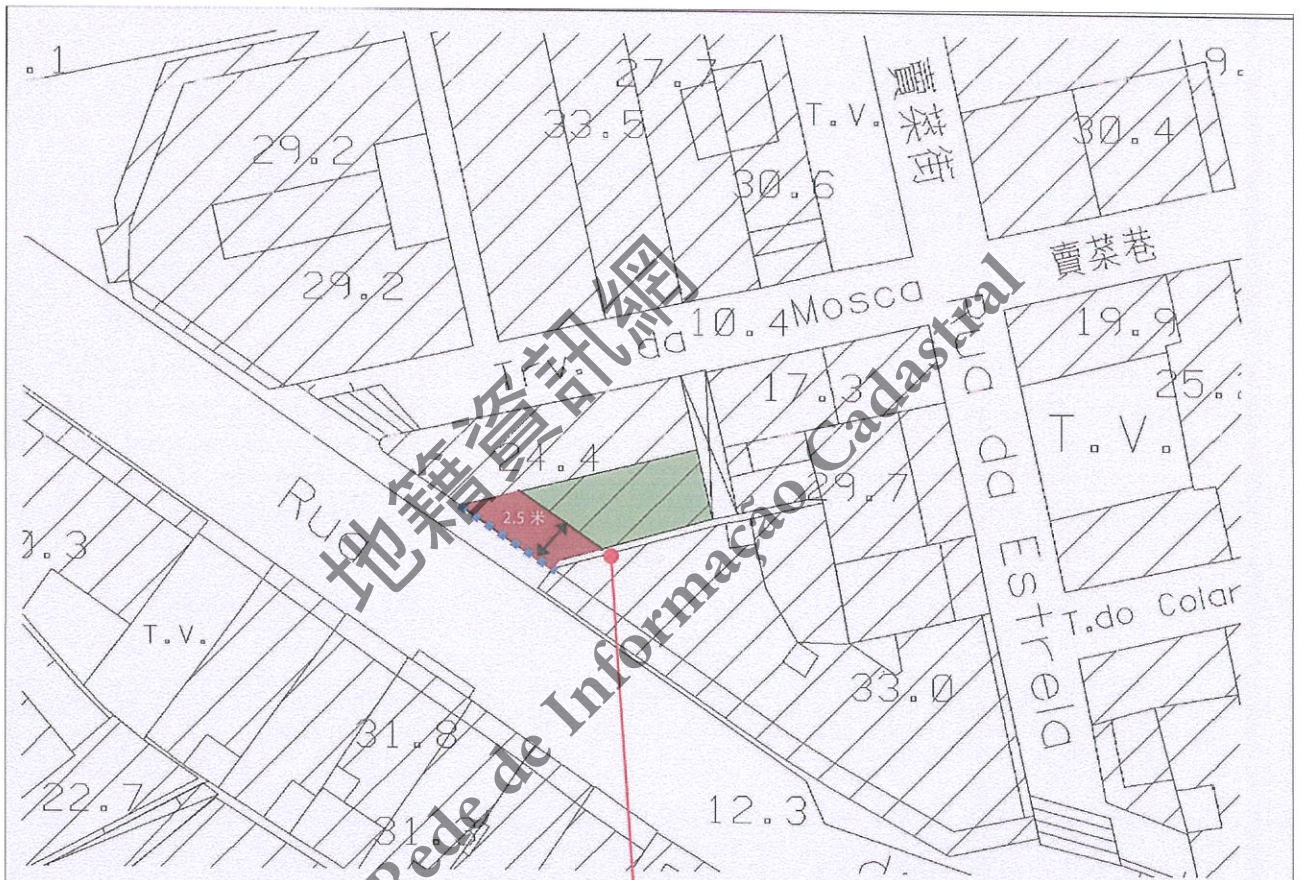 .1
29.2
29.2
33.5
27.7
30.6
T.V.
賣菜街
30.4
9.
賣菜巷
Trv. da 10.4 Mosca
19.9
25.
17.3
24.4
29.7
T.V.
Rua da Estrela
2.5 米
Rua
T.do Colar
T.V.
31.8
22.7
33.0
12.3
d.
地籍資訊網
Rede de Informação Cadastral